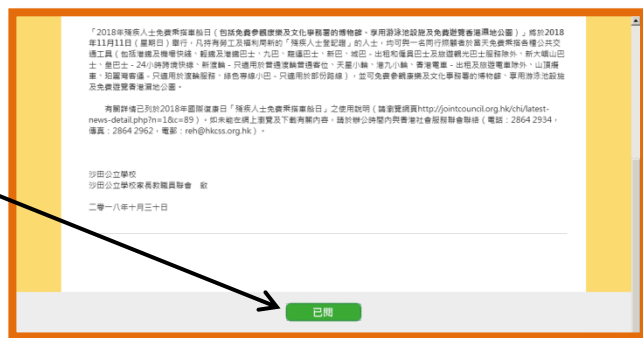 「2018年殘疾人士免費乘搭車船日（包括免費參觀康樂及文化事務署的博物館、享用游泳池設施及免費遊覽香港濕地公園）」將於2018
年11月11日（星期日）舉行，凡持有勞工及福利局新的「殘疾人士登記證」的人士，均可與一名同行照顧者於當天免費乘搭各種公共交
通工具（包括港鐵及機場快綫、輕鐵及港鐵巴士、九巴、龍運巴士、新巴、城巴 - 出租和僱員巴士及旅遊觀光巴士服務除外、新大嶼山巴
士、皇巴士 - 24小時跨境快線、新渡輪 - 只適用於普通渡輪普通客位、天星小輪、港九小輪、香港電車 - 出租及旅遊電車除外、山頂纜
車、珀麗灣客運 - 只適用於渡輪服務、綠色專線小巴 - 只適用於部份路線），並可免費參觀康樂及文化事務署的博物館、享用游泳池設施
及免費遊覽香港濕地公園。
有關詳情已列於2018年國際復康日「殘疾人士免費乘搭車船日」之使用說明（請瀏覽網頁http://jointcouncil.org.hk/chi/latest-
news-detail.php?n=1&c=89）。如未能在網上瀏覽及下載有關內容，請於辦公時間內與香港社會服務聯會聯絡（電話：2864 2934，
傳真：2864 2962，電郵：reh@hkcss.org.hk）。
沙田公立學校
沙田公立學校家長教職員聯會 啟
二零一八年十月三十日
已閱